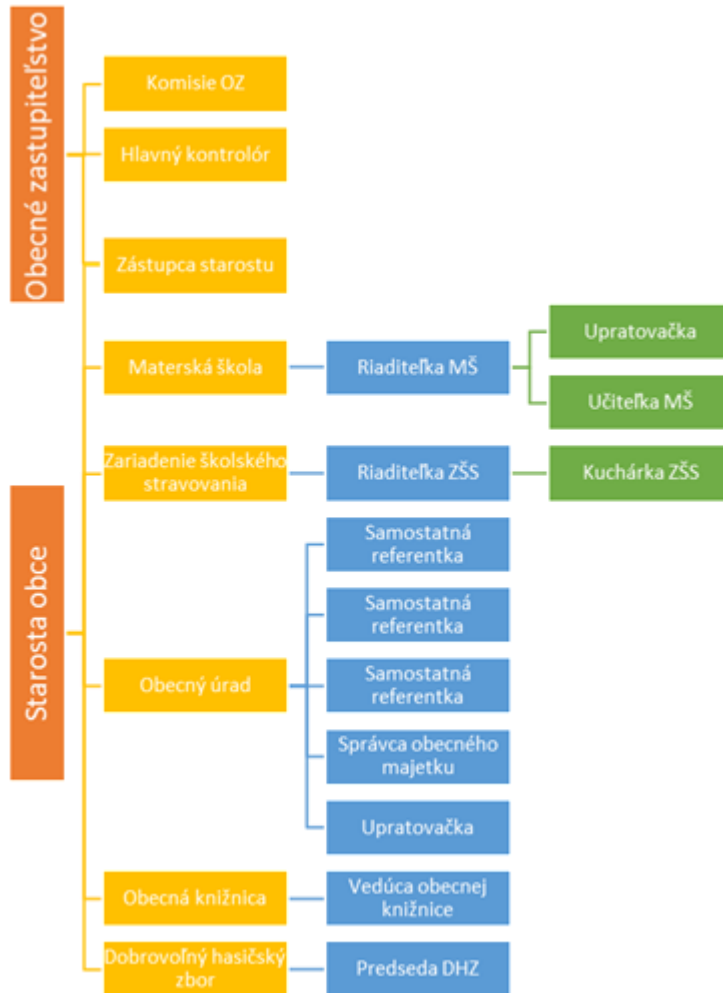 Obecné zastupiteľstvo
Komisie OZ
Hlavný kontrolór
Zástupca starostu
Starosta obce
Materská škola
Riaditeľka MŠ
Upratovačka
Učiteľka MŠ
Zariadenie školského
stravovania
Riaditeľka ZŠS
Kuchárka ZŠS
Obecný úrad
Samostatná
referentka
Samostatná
referentka
Samostatná
referentka
Správca obecného
majetku
Upratovačka
Obecná knižnica
Vedúca obecnej
knižnice
Dobrovoľný hasičský
zbor
Predseda DHZ